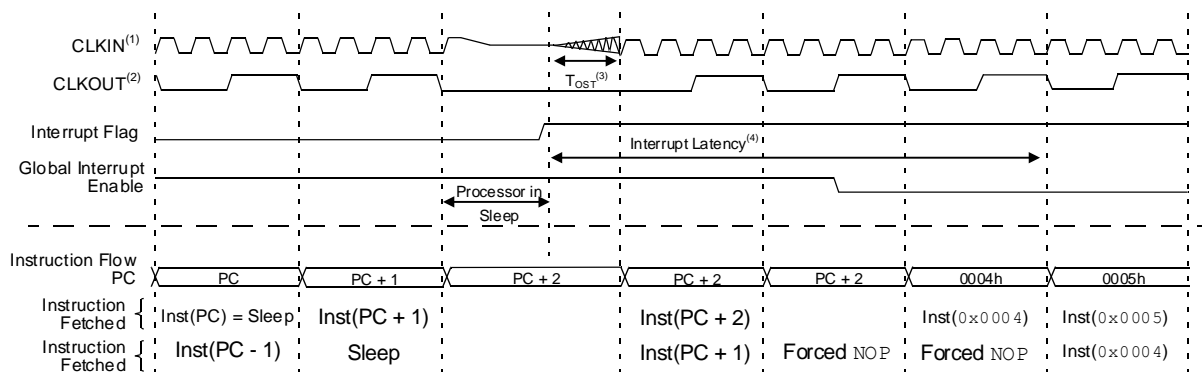 CLKIN(1)
CLKOUT(2)
TOST(3)
Interrupt Flag
Interrupt Latency(4)
Global Interrupt
Enable
Processor in
Sleep
Instruction Flow
PC PC PC + 1 PC + 2 PC + 2 PC + 2 0004h 0005h
Instruction
Fetched { Inst(PC) = Sleep Inst(PC + 1) Inst(PC + 2) Inst(0x0004) Inst(0x0005)
Instruction
Fetched { Inst(PC - 1) Sleep Inst(PC + 1) Forced NOP Forced NOP Inst(0x0004)